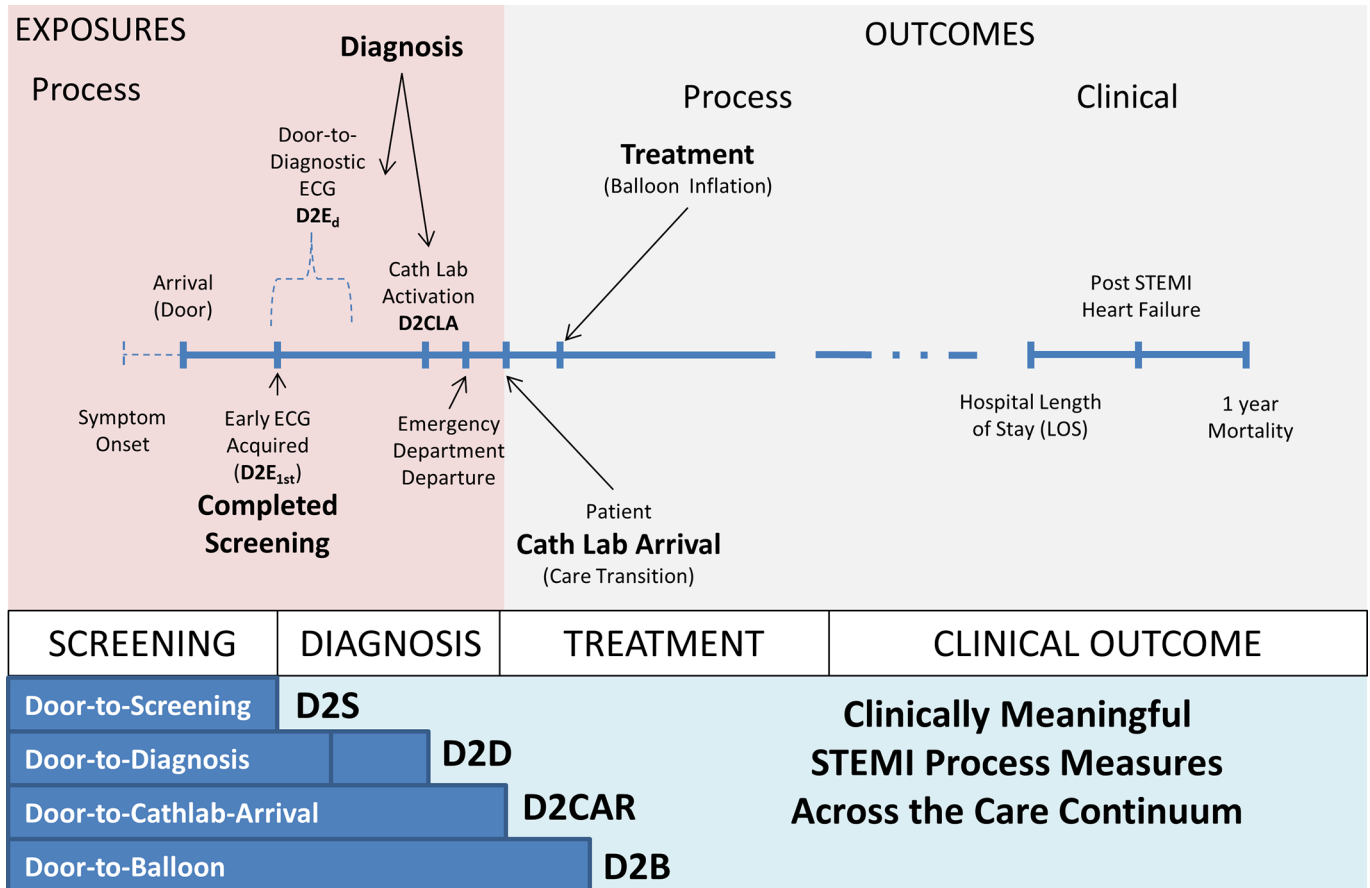 EXPOSURES
Process
Diagnosis
Door-to-
Diagnostic
ECG
D2Ed
Arrival
(Door)
Cath Lab
Activation
D2CLA
Symptom
Onset
Early ECG
Acquired
(D2E1st)
Completed
Screening
Emergency
Department
Departure
OUTCOMES
Process
Clinical
Treatment
(Balloon Inflation)
Patient
Cath Lab Arrival
(Care Transition)
Post STEMI
Heart Failure
Hospital Length
of Stay (LOS)
1 year
Mortality
SCREENING
DIAGNOSIS
TREATMENT
CLINICAL OUTCOME
Door-to-Screening
D2S
Door-to-Diagnosis
D2D
Door-to-Cathlab-Arrival
D2CAR
Door-to-Balloon
D2B
Clinically Meaningful
STEMI Process Measures
Across the Care Continuum